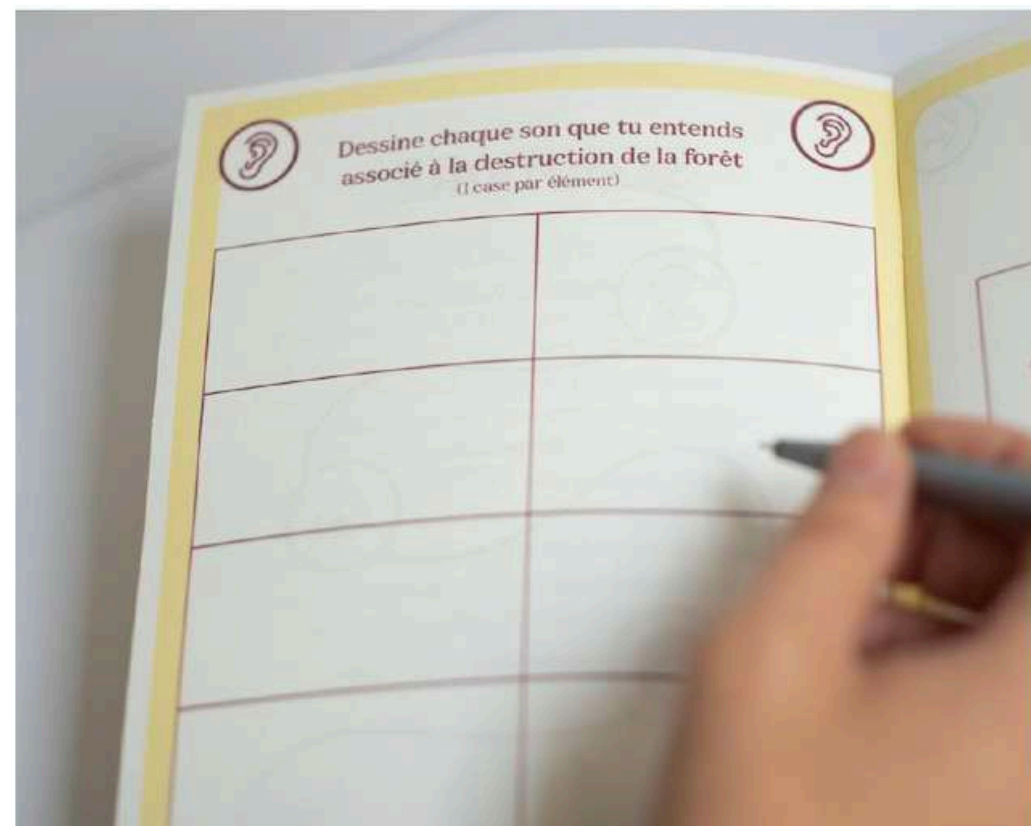 Dessine chaque son que tu entends
associé à la destruction de la forêt
(1 case par élément)